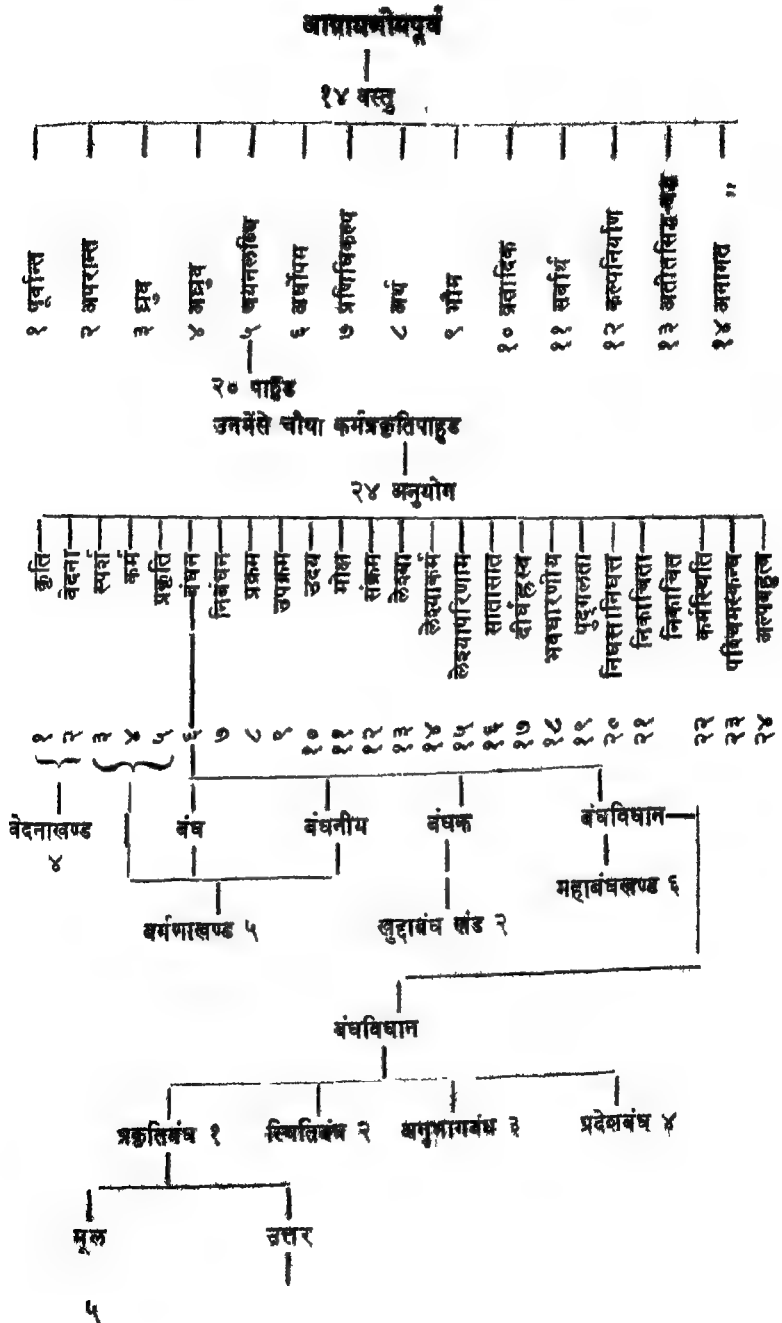 आग्रायणीयपूर्व
१४ वस्तु
१ पूर्वान्त
२ अपरान्त
३ ध्रुव
४ अध्रुव
५ चयनलब्धि
६ अर्धोपम
७ प्रणिधिकल्प
८ अर्थ
९ भौम
१० व्रतादिक
११ सर्वार्थ
१२ कल्पनिर्याण
१३ अतीतसिद्ध-बद्ध
१४ अनागत "
२० पाहुड
उनमेंसे चौथा कर्मप्रकृतिपाहुड
२४ अनुयोग
कृति १
वेदना २
स्पर्श ३
कर्म ४
प्रकृति ५
बंधन ६
निबंधन ७
प्रक्रम ८
उपक्रम ९
उदय १०
मोक्ष ११
संक्रम १२
लेश्या १३
लेश्याकर्म १४
लेश्यापरिणाम १५
सातासात १६
दीर्घह्रस्व १७
भवधारणीय १८
पुद्गलता १९
निधत्तानिधत्त २०
निकाचिता २१
निकाचित
कर्मस्थिति २२
पश्चिमस्कन्ध २३
अल्पबहुत्व २४
वेदनाखण्ड
४
बंध बंधनीय बंधक बंधविधान
वर्गणाखण्ड ५ खुद्दाबंध खंड २ महाबंधखण्ड ६
बंधविधान
प्रकृतिबंध १ स्थितिबंध २ अनुभागबंध ३ प्रदेशबंध ४
मूल उत्तर
५